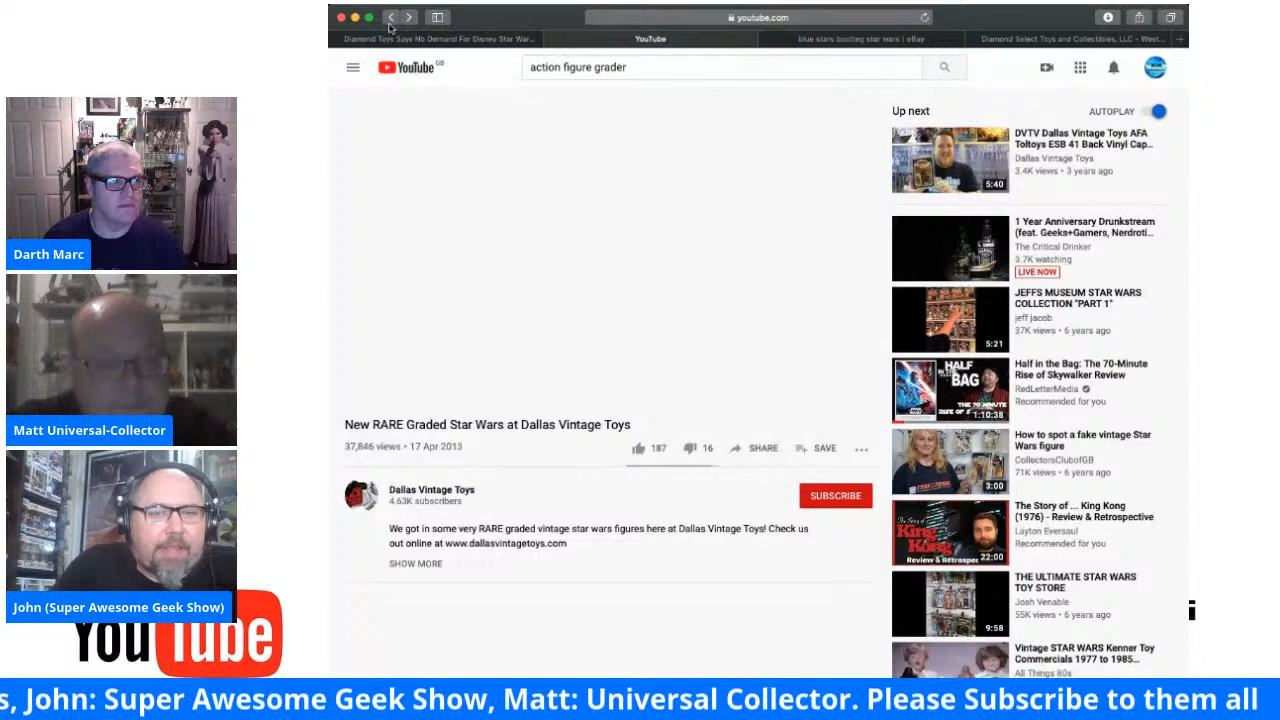 youtube.com
Diamond Toys Says No Demand For Disney Star War...
YouTube
blue stars bootleg star wars | eBay
Diamond Select Toys and Collectibles, LLC - West...
YouTube GB
action figure grader
Up next
AUTOPLAY
DVTV Dallas Vintage Toys AFA
Toltoys ESB 41 Back Vinyl Cap...
Dallas Vintage Toys
3.4K views • 3 years ago
5:40
1 Year Anniversary Drunkstream
(feat. Geeks+Gamers, Nerdroti...
The Critical Drinker
3.7K watching
LIVE NOW
JEFFS MUSEUM STAR WARS
COLLECTION "PART 1"
jeff jacob
37K views • 6 years ago
5:21
Half in the Bag: The 70-Minute
Rise of Skywalker Review
RedLetterMedia
Recommended for you
HALF
IN THE
BAG
1:10:38
How to spot a fake vintage Star
Wars figure
CollectorsClubofGB
71K views • 6 years ago
3:00
The Story of ... King Kong
(1976) - Review & Retrospective
Layton Eversaul
Recommended for you
The Story of
King
Kong
Review & Retrospec
22:00
THE ULTIMATE STAR WARS
TOY STORE
Josh Venable
55K views • 6 years ago
9:58
Vintage STAR WARS Kenner Toy
Commercials 1977 to 1985...
All Things 80s
New RARE Graded Star Wars at Dallas Vintage Toys
37,846 views • 17 Apr 2013
187
16
SHARE
SAVE
Dallas Vintage Toys
4.63K subscribers
SUBSCRIBE
We got in some very RARE graded vintage star wars figures here at Dallas Vintage Toys! Check us
out online at www.dallasvintagetoys.com
SHOW MORE
Darth Marc
Matt Universal-Collector
John (Super Awesome Geek Show)
YouTube
i
s, John: Super Awesome Geek Show, Matt: Universal Collector. Please Subscribe to them all